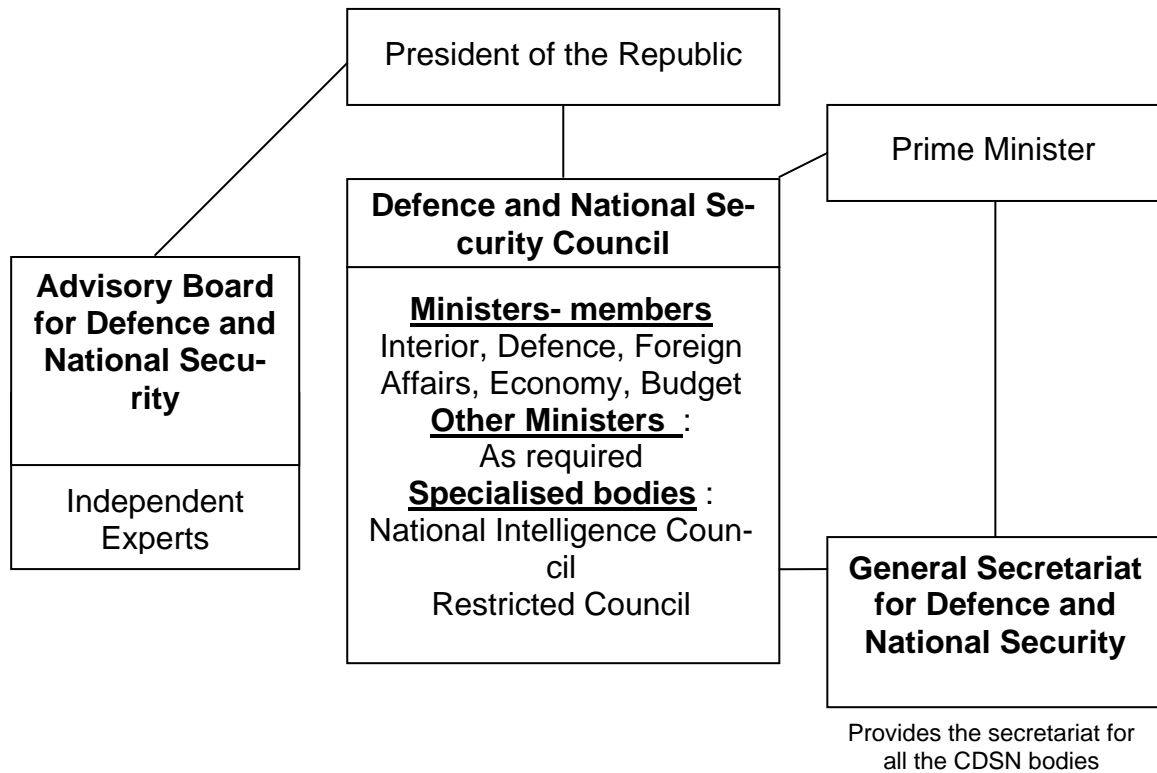 President of the Republic
Prime Minister
Defence and National Se-
curity Council
Advisory Board
for Defence and
National Secu-
rity
Independent
Experts
Ministers- members
Interior, Defence, Foreign
Affairs, Economy, Budget
Other Ministers :
As required
Specialised bodies :
National Intelligence Coun-
cil
Restricted Council
General Secretariat
for Defence and
National Security
Provides the secretariat for
all the CDSN bodies